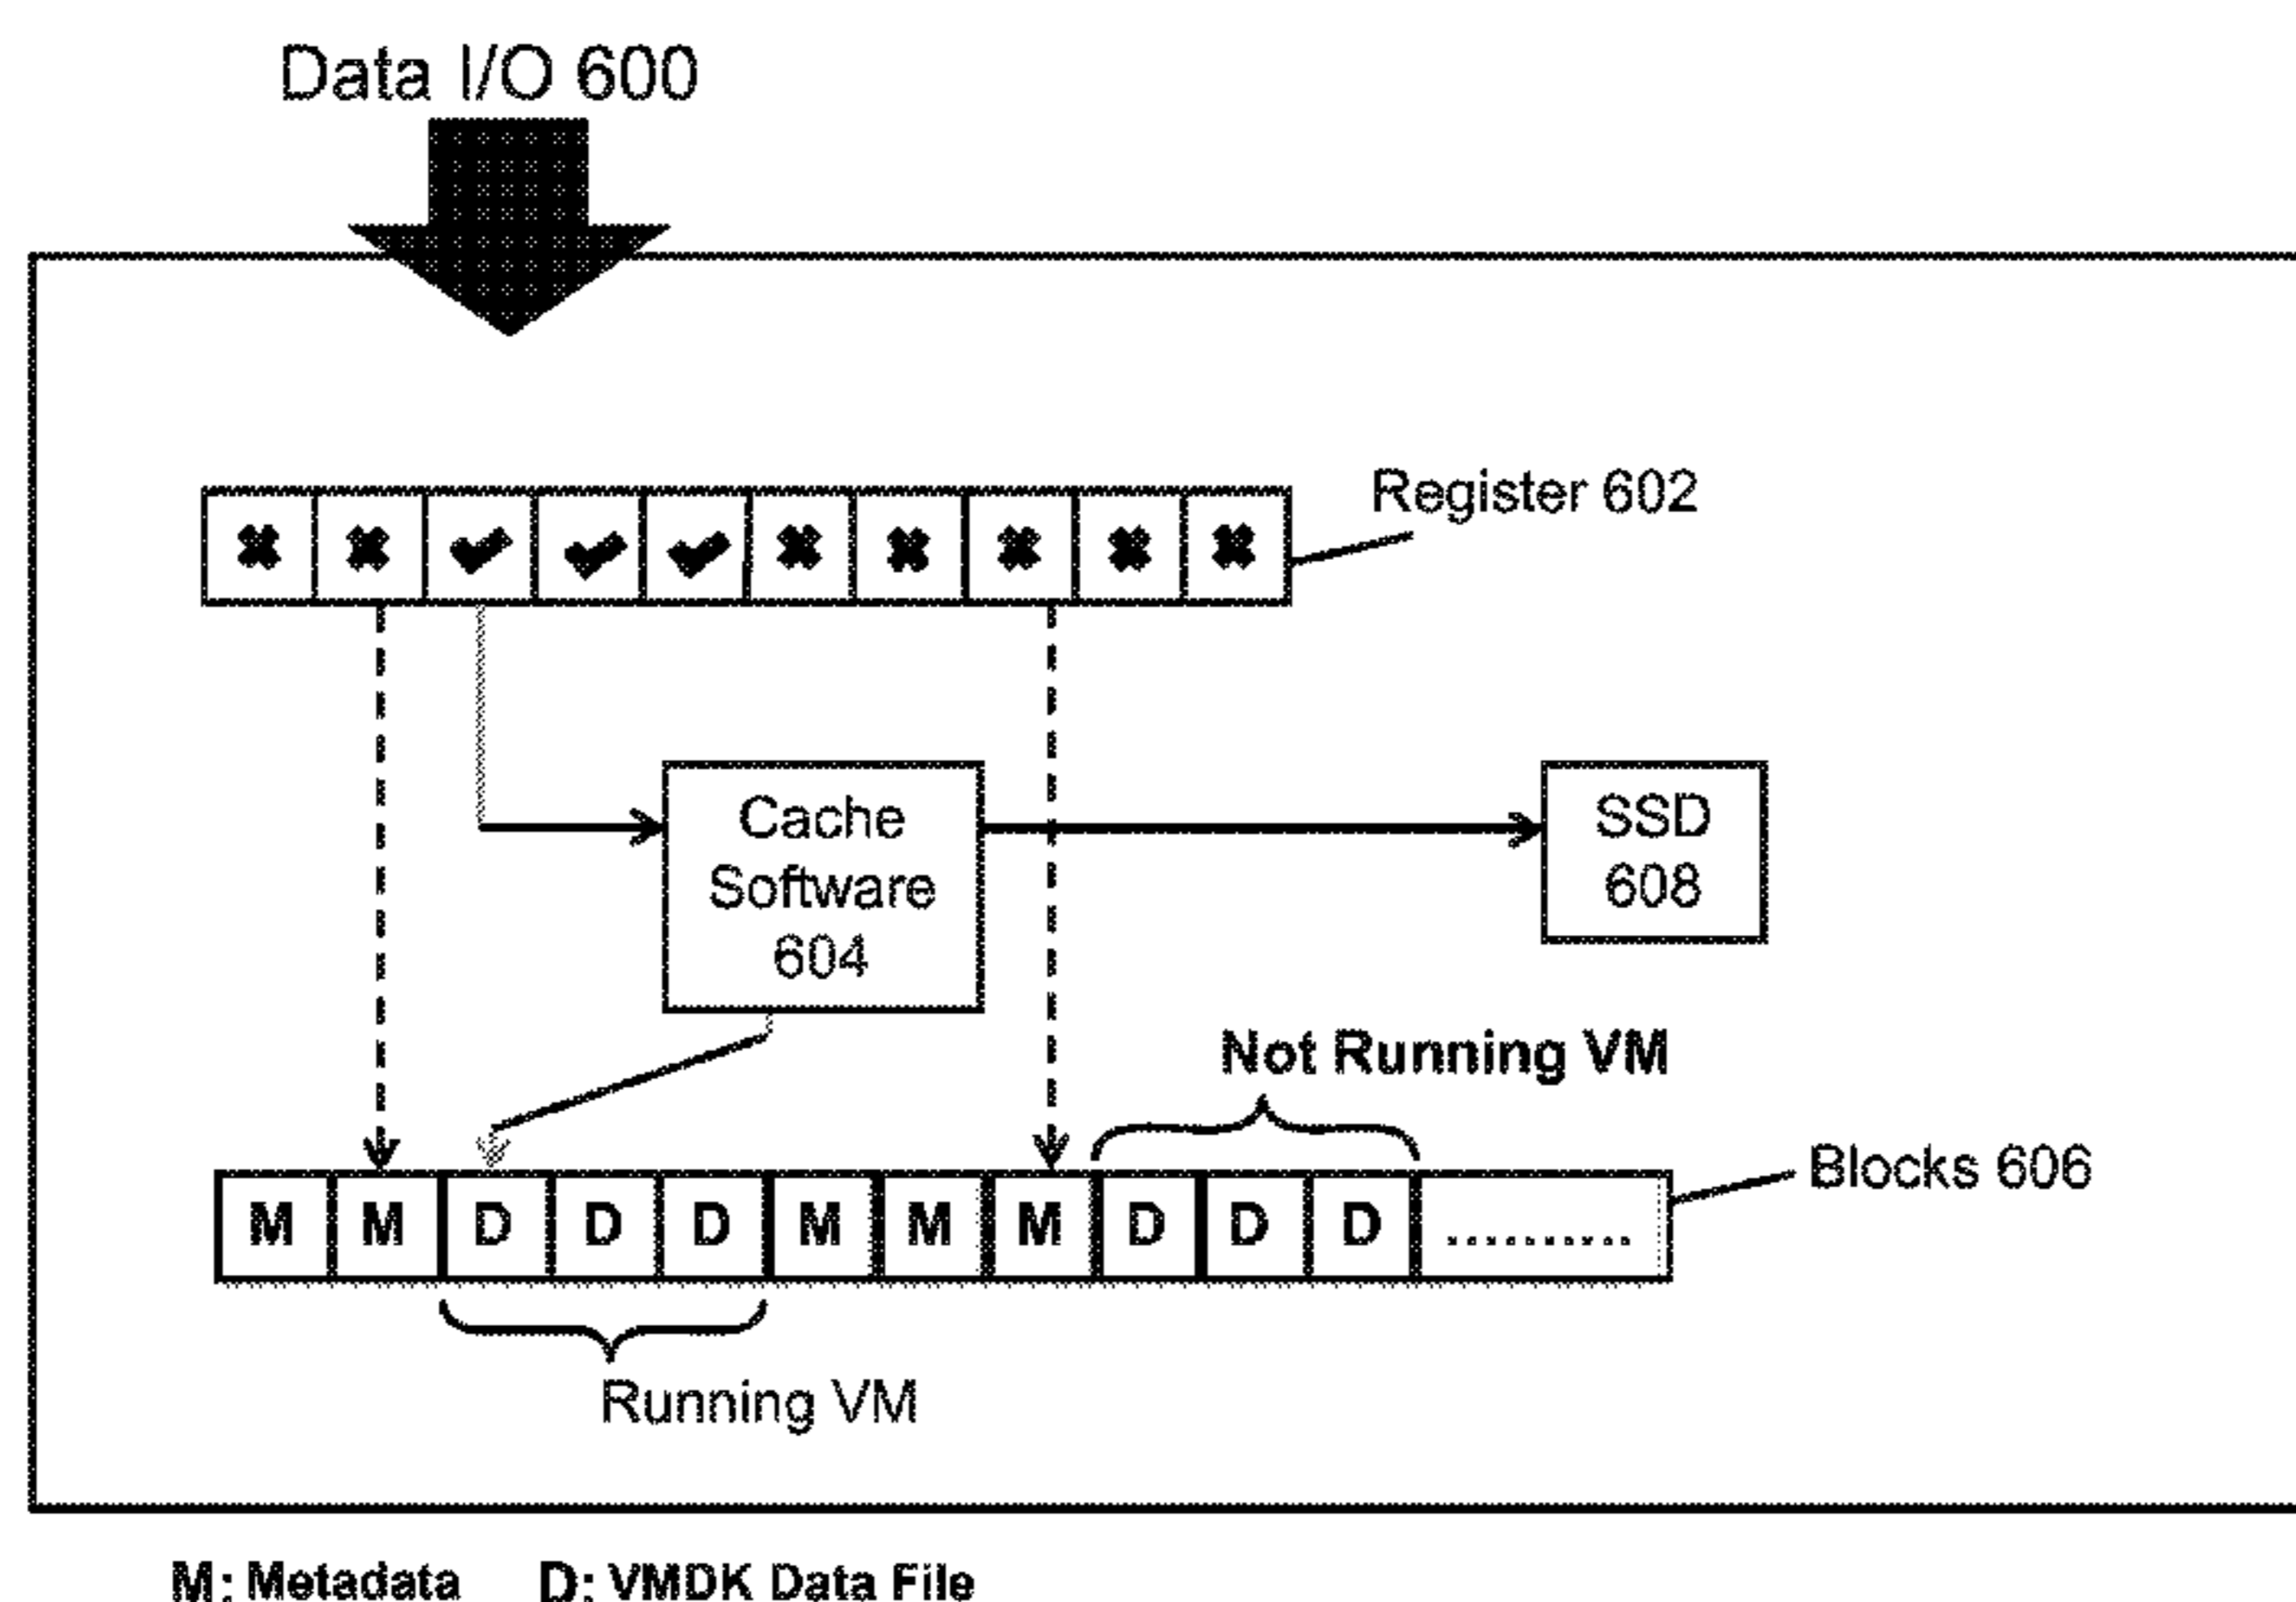 Data I/O 600
Register 602
Cache
Software
604
SSD
608
Not Running VM
Blocks 606
M M D D D M M M D D D ..........
Running VM
M: Metadata D: VMDK Data File